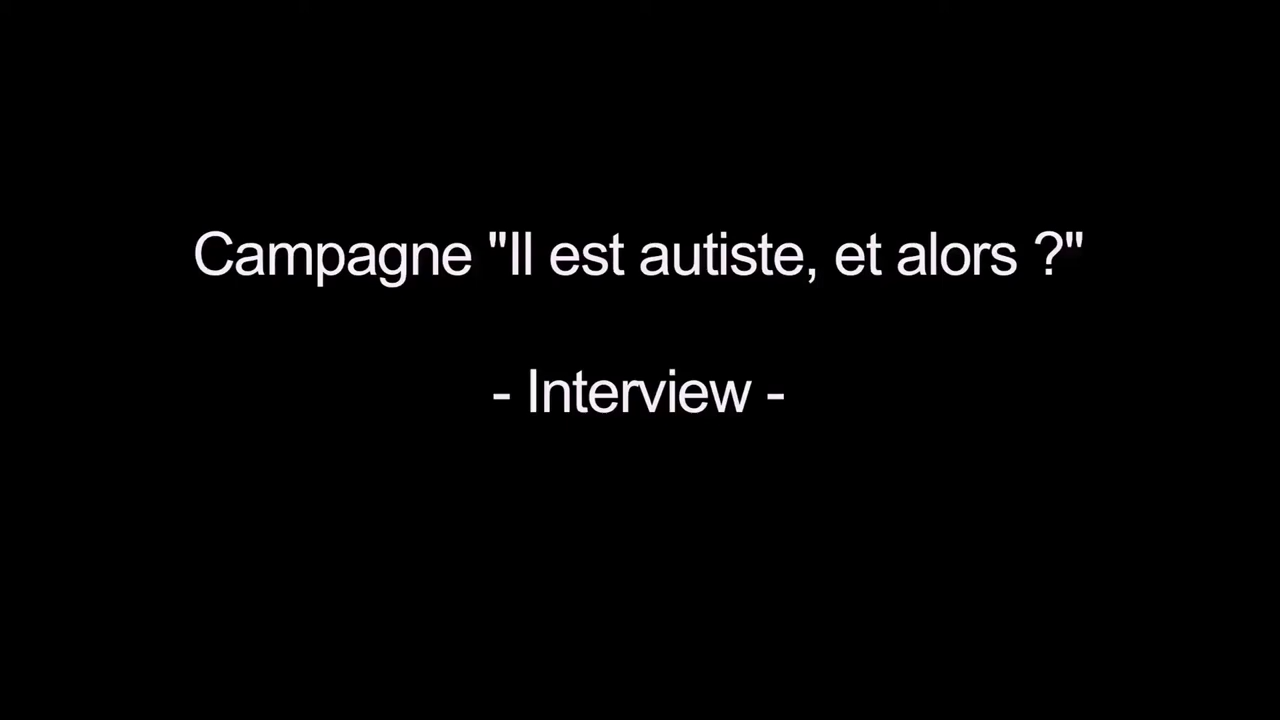 Campagne "Il est autiste, et alors ?"
- Interview -